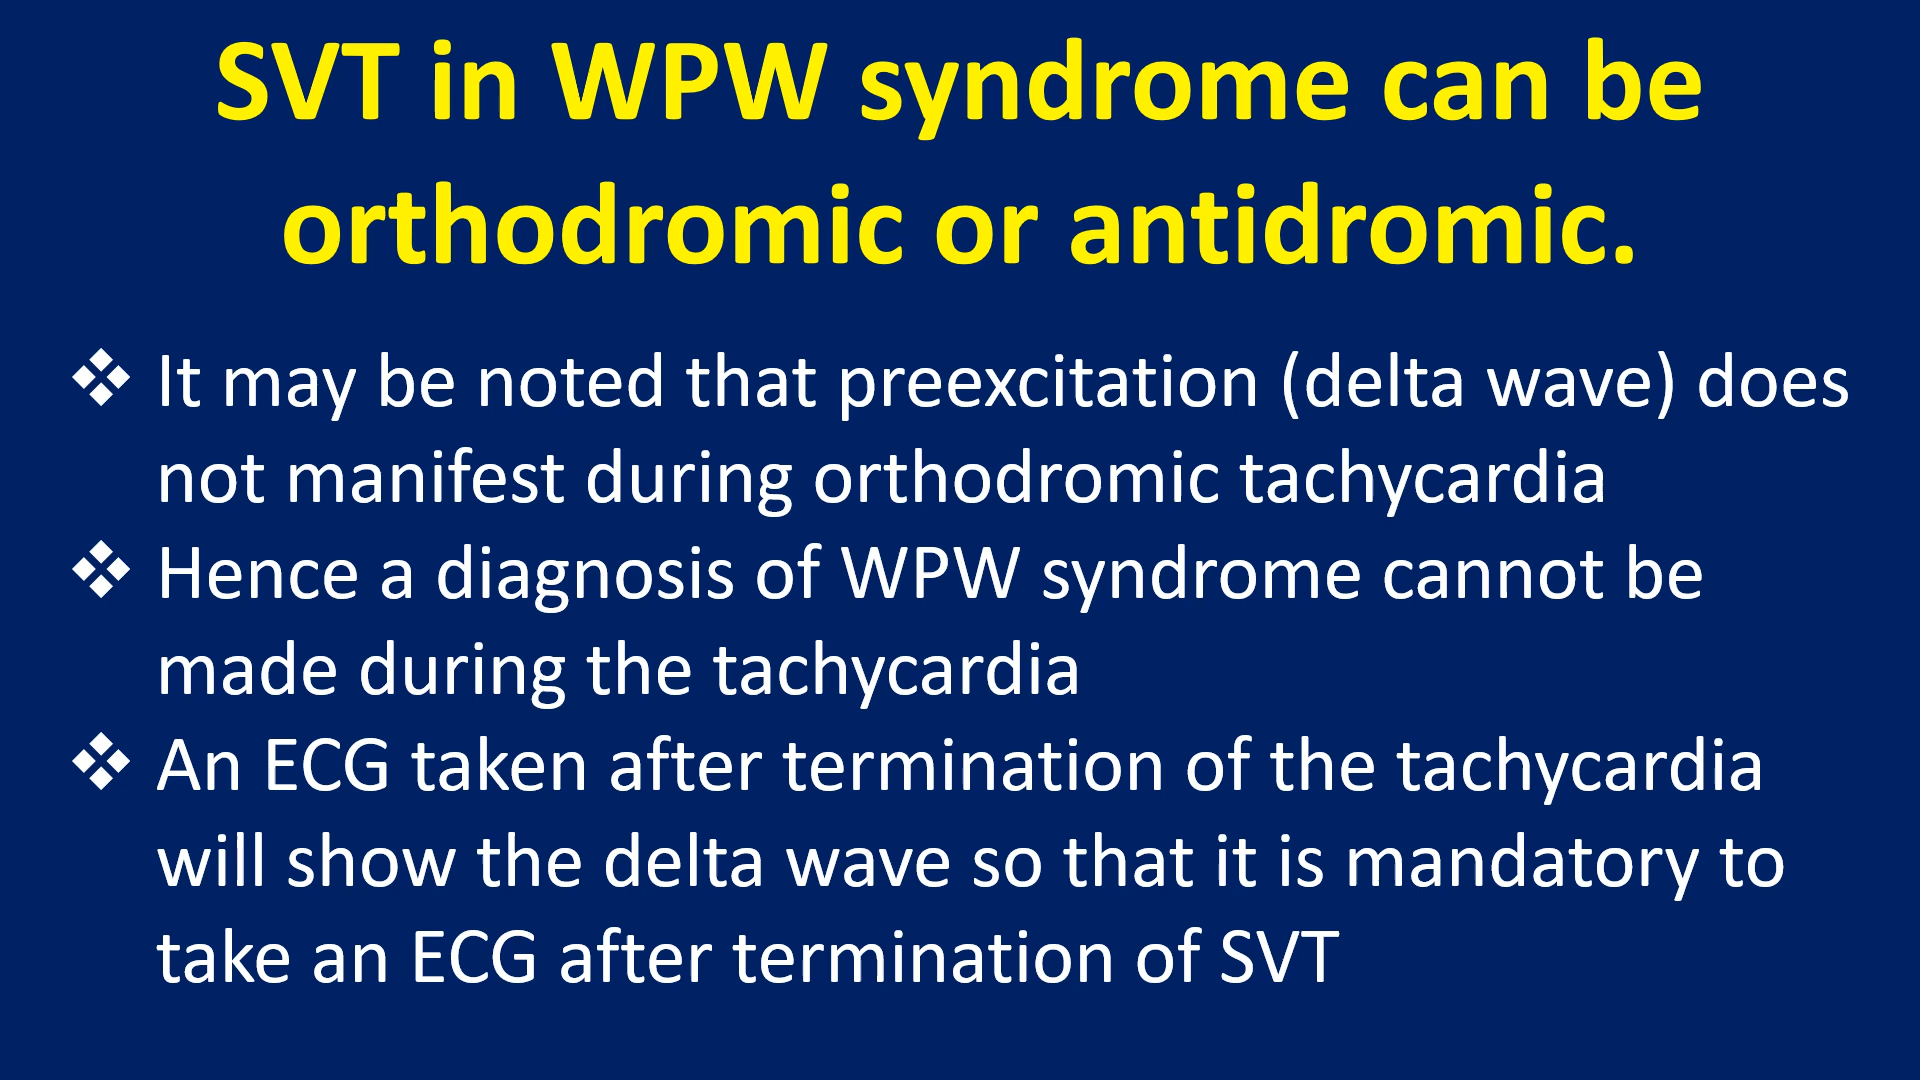 SVT in WPW syndrome can be
orthodromic or antidromic.
❖ It may be noted that preexcitation (delta wave) does
not manifest during orthodromic tachycardia
❖ Hence a diagnosis of WPW syndrome cannot be
made during the tachycardia
❖ An ECG taken after termination of the tachycardia
will show the delta wave so that it is mandatory to
take an ECG after termination of SVT